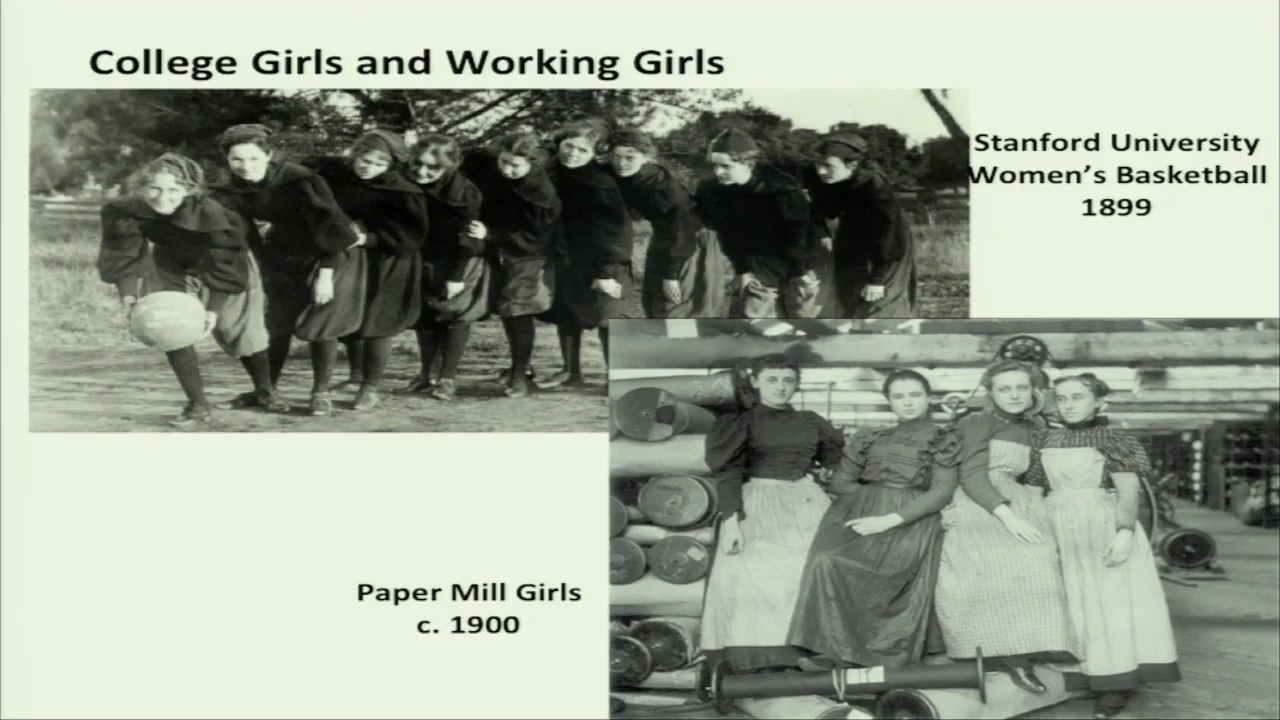 College Girls and Working Girls
Stanford University
Women's Basketball
1899
Paper Mill Girls
c. 1900